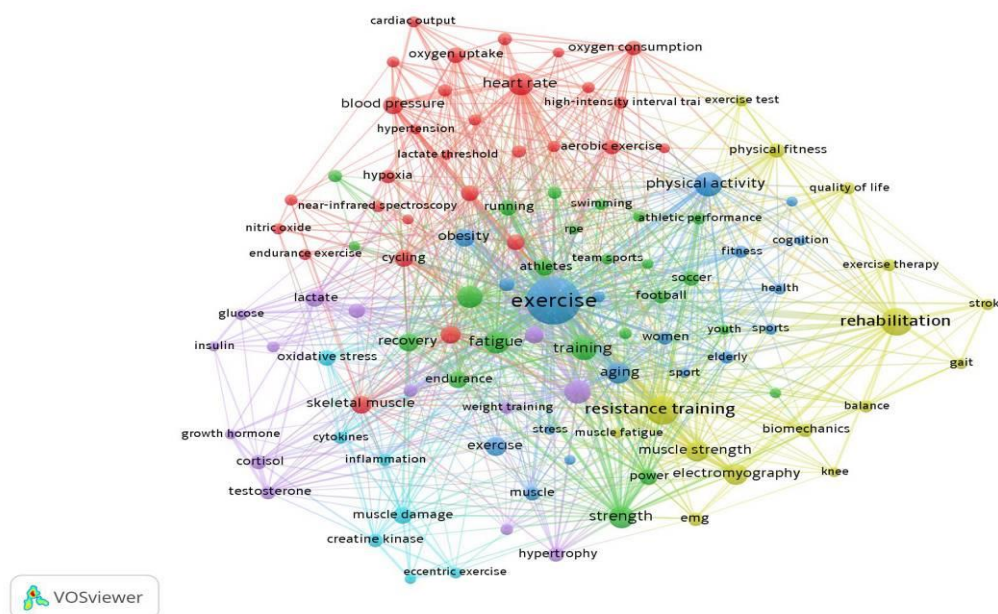 cardiac output
oxygen uptake
oxygen consumption
heart rate
blood pressure
high-intensity interval trai
exercise test
hypertension
lactate threshold
aerobic exercise
physical fitness
hypoxia
physical activity
quality of life
near-infrared spectroscopy
running
swimming
athletic performance
nitric oxide
obesity
rpe
cognition
endurance exercise
cycling
athletes
team sports
fitness
exercise therapy
soccer
lactate
exercise
football
health
strok
glucose
rehabilitation
insulin
recovery
fatigue
women
youth
sports
oxidative stress
training
elderly
gait
endurance
aging
sport
skeletal muscle
weight training
resistance training
balance
growth hormone
cytokines
stress
muscle fatigue
biomechanics
cortisol
inflammation
exercise
muscle strength
testosterone
muscle
power
electromyography
knee
muscle damage
strength
emg
creatine kinase
hypertrophy
eccentric exercise
VOSviewer